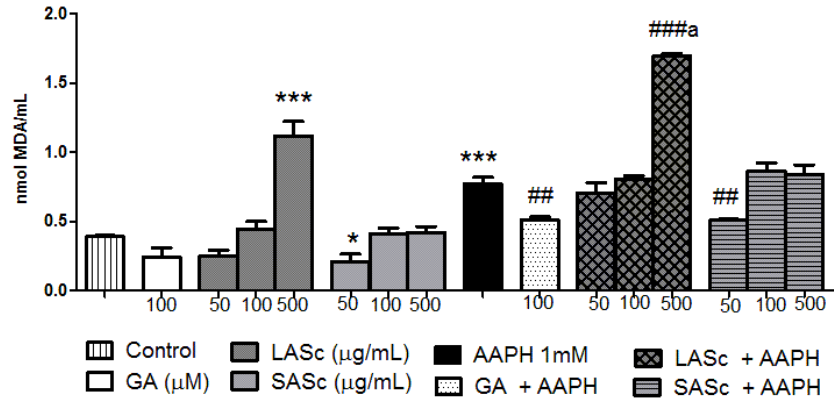 2.0
1.5
1.0
0.5
0.0
nmol MDA/mL
***
*
***
##
###a
##
100 50 100 500 50 100 500 100 50 100 500 50 100 500
Control LASc (μg/mL) AAPH 1mM LASc + AAPH
GA (μM) SASc (μg/mL) GA + AAPH SASc + AAPH